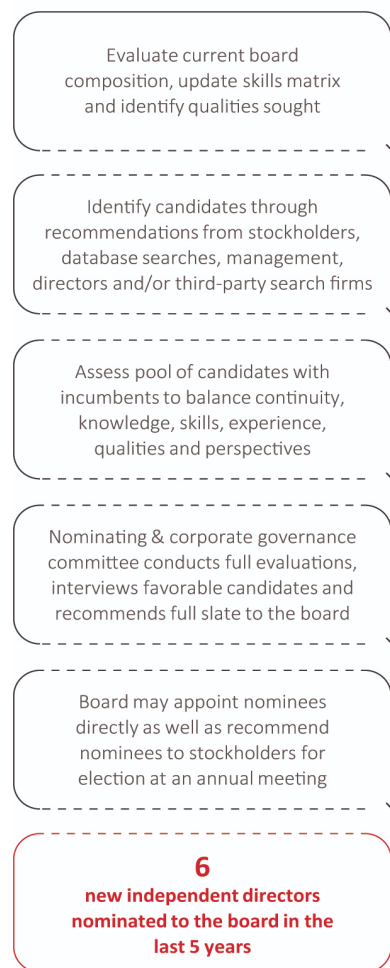 Evaluate current board
composition, update skills matrix
and identify qualities sought
Identify candidates through
recommendations from stockholders,
database searches, management,
directors and/or third-party search firms
Assess pool of candidates with
incumbents to balance continuity,
knowledge, skills, experience,
qualities and perspectives
Nominating & corporate governance
committee conducts full evaluations,
interviews favorable candidates and
recommends full slate to the board
Board may appoint nominees
directly as well as recommend
nominees to stockholders for
election at an annual meeting
6
new independent directors
nominated to the board in the
last 5 years